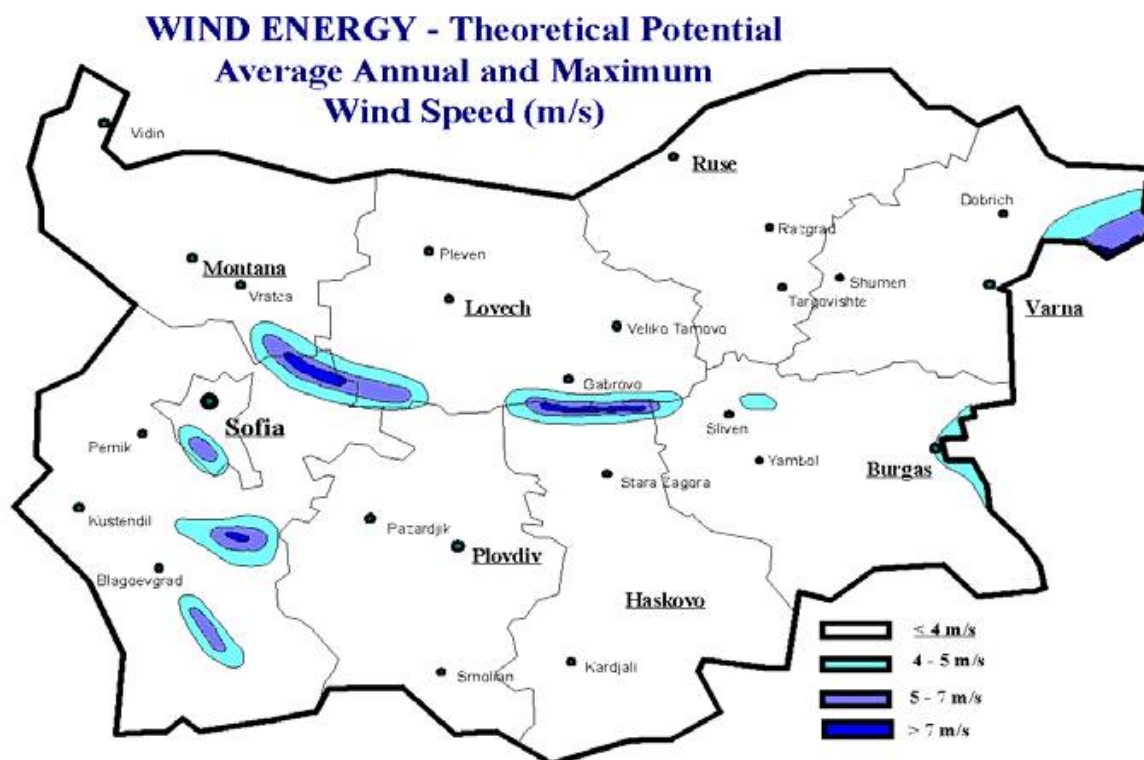 WIND ENERGY - Theoretical Potential
Average Annual and Maximum
Wind Speed (m/s)
Vidin
Ruse
Dobrich
Razgrad
Pleven
Montana
Vratca
Lovech
Shumen
Targovishte
Varna
Veliko Tarnovo
Gabrovo
Sofia
Sliven
Pernik
Yambol
Burgas
Stara Zagora
Kustendil
Pazardjik
Plovdiv
Blagoevgrad
Haskovo
Smolian
Kardjali
≤ 4 m/s
4 - 5 m/s
5 - 7 m/s
> 7 m/s